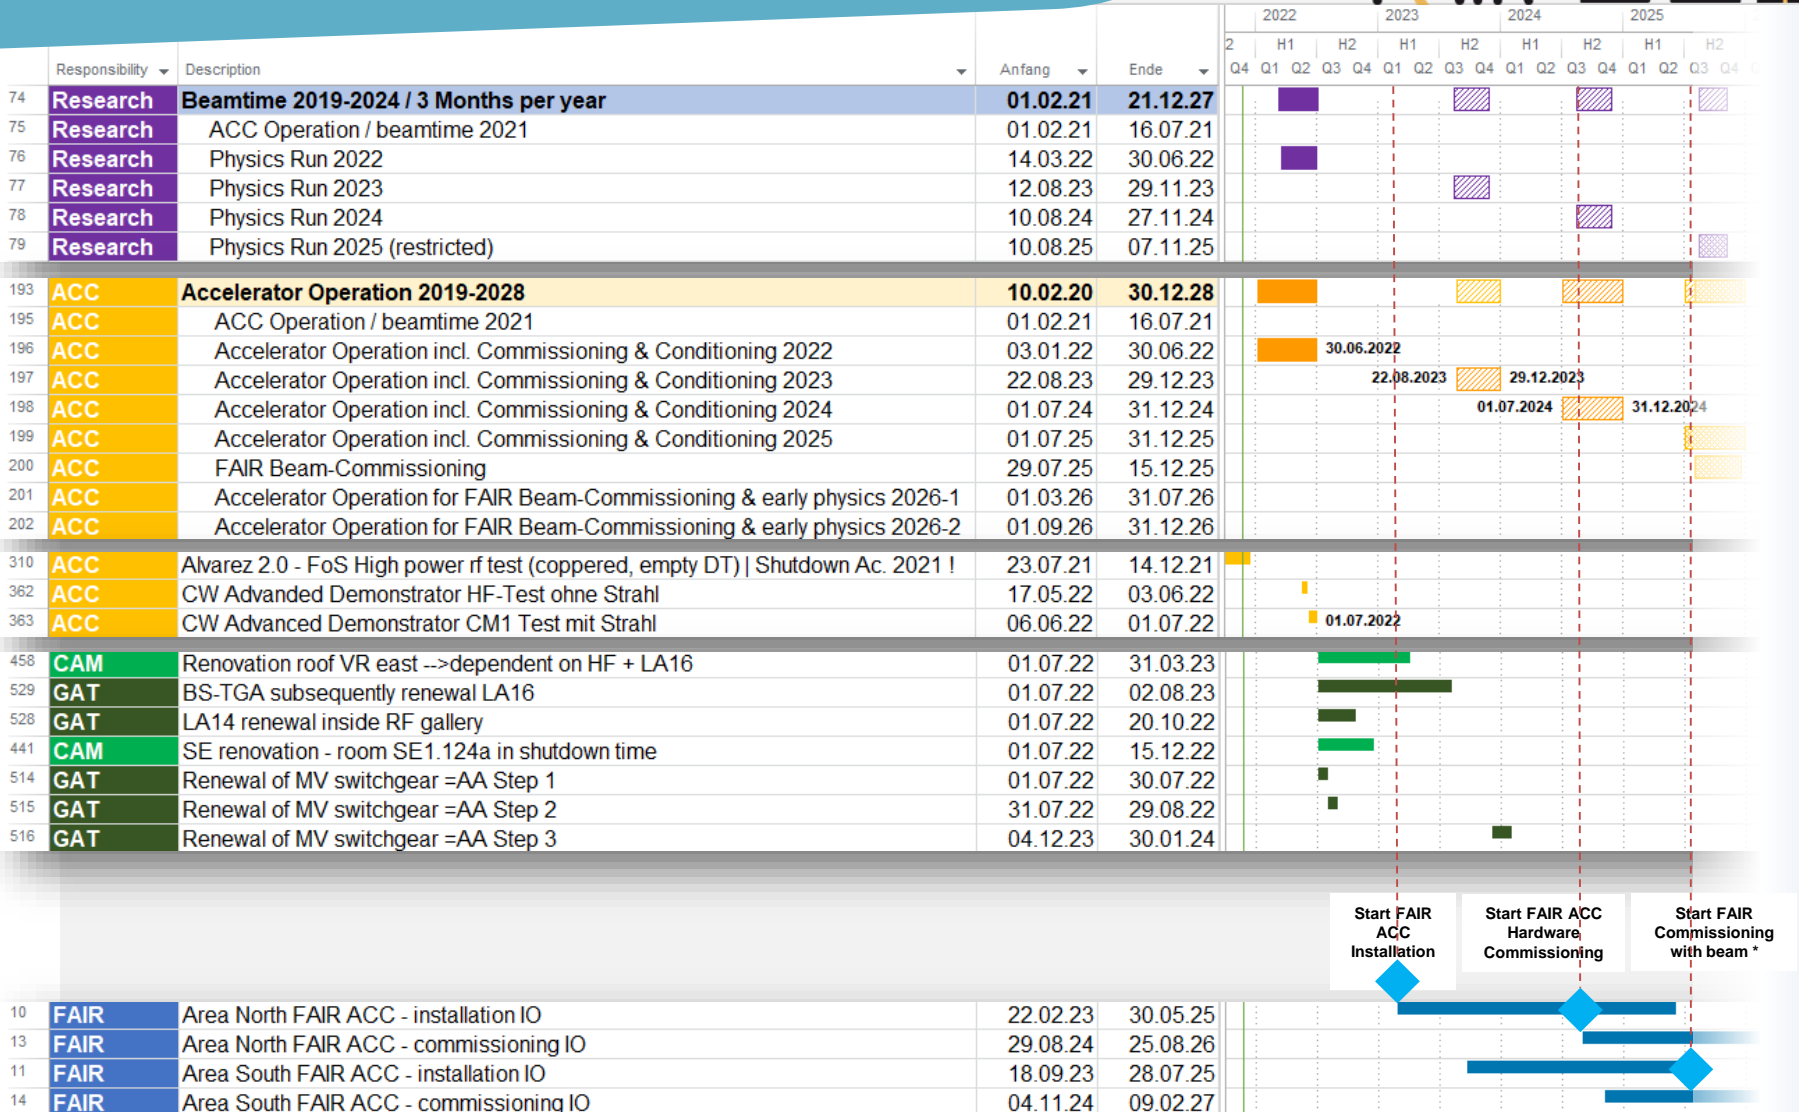 2022 2023 2024 2025
2 H1 H2 H1 H2 H1 H2 H1 H2
Responsibility Description Anfang Ende Q4 Q1 Q2 Q3 Q4 Q1 Q2 Q3 Q4 Q1 Q2 Q3 Q4 Q1 Q2 Q3 Q4
74 Research Beamtime 2019-2024 / 3 Months per year 01.02.21 21.12.27
75 Research ACC Operation / beamtime 2021 01.02.21 16.07.21
76 Research Physics Run 2022 14.03.22 30.06.22
77 Research Physics Run 2023 12.08.23 29.11.23
78 Research Physics Run 2024 10.08.24 27.11.24
79 Research Physics Run 2025 (restricted) 10.08.25 07.11.25
193 ACC Accelerator Operation 2019-2028 10.02.20 30.12.28
195 ACC ACC Operation / beamtime 2021 01.02.21 16.07.21
196 ACC Accelerator Operation incl. Commissioning & Conditioning 2022 03.01.22 30.06.22 30.06.2022
197 ACC Accelerator Operation incl. Commissioning & Conditioning 2023 22.08.23 29.12.23 22.08.2023 29.12.2023
198 ACC Accelerator Operation incl. Commissioning & Conditioning 2024 01.07.24 31.12.24 01.07.2024 31.12.2024
199 ACC Accelerator Operation incl. Commissioning & Conditioning 2025 01.07.25 31.12.25
200 ACC FAIR Beam-Commissioning 29.07.25 15.12.25
201 ACC Accelerator Operation for FAIR Beam-Commissioning & early physics 2026-1 01.03.26 31.07.26
202 ACC Accelerator Operation for FAIR Beam-Commissioning & early physics 2026-2 01.09.26 31.12.26
310 ACC Alvarez 2.0 - FoS High power rf test (coppered, empty DT) | Shutdown Ac. 2021 ! 23.07.21 14.12.21
362 ACC CW Advanded Demonstrator HF-Test ohne Strahl 17.05.22 03.06.22
363 ACC CW Advanced Demonstrator CM1 Test mit Strahl 06.06.22 01.07.22 01.07.2022
458 CAM Renovation roof VR east -->dependent on HF + LA16 01.07.22 31.03.23
529 GAT BS-TGA subsequently renewal LA16 01.07.22 02.08.23
528 GAT LA14 renewal inside RF gallery 01.07.22 20.10.22
441 CAM SE renovation - room SE1.124a in shutdown time 01.07.22 15.12.22
514 GAT Renewal of MV switchgear =AA Step 1 01.07.22 30.07.22
515 GAT Renewal of MV switchgear =AA Step 2 31.07.22 29.08.22
516 GAT Renewal of MV switchgear =AA Step 3 04.12.23 30.01.24
Start FAIR
ACC
Installation
Start FAIR ACC
Hardware
Commissioning
Start FAIR
Commissioning
with beam *
10 FAIR Area North FAIR ACC - installation IO 22.02.23 30.05.25
13 FAIR Area North FAIR ACC - commissioning IO 29.08.24 25.08.26
11 FAIR Area South FAIR ACC - installation IO 18.09.23 28.07.25
14 FAIR Area South FAIR ACC - commissioning IO 04.11.24 09.02.27